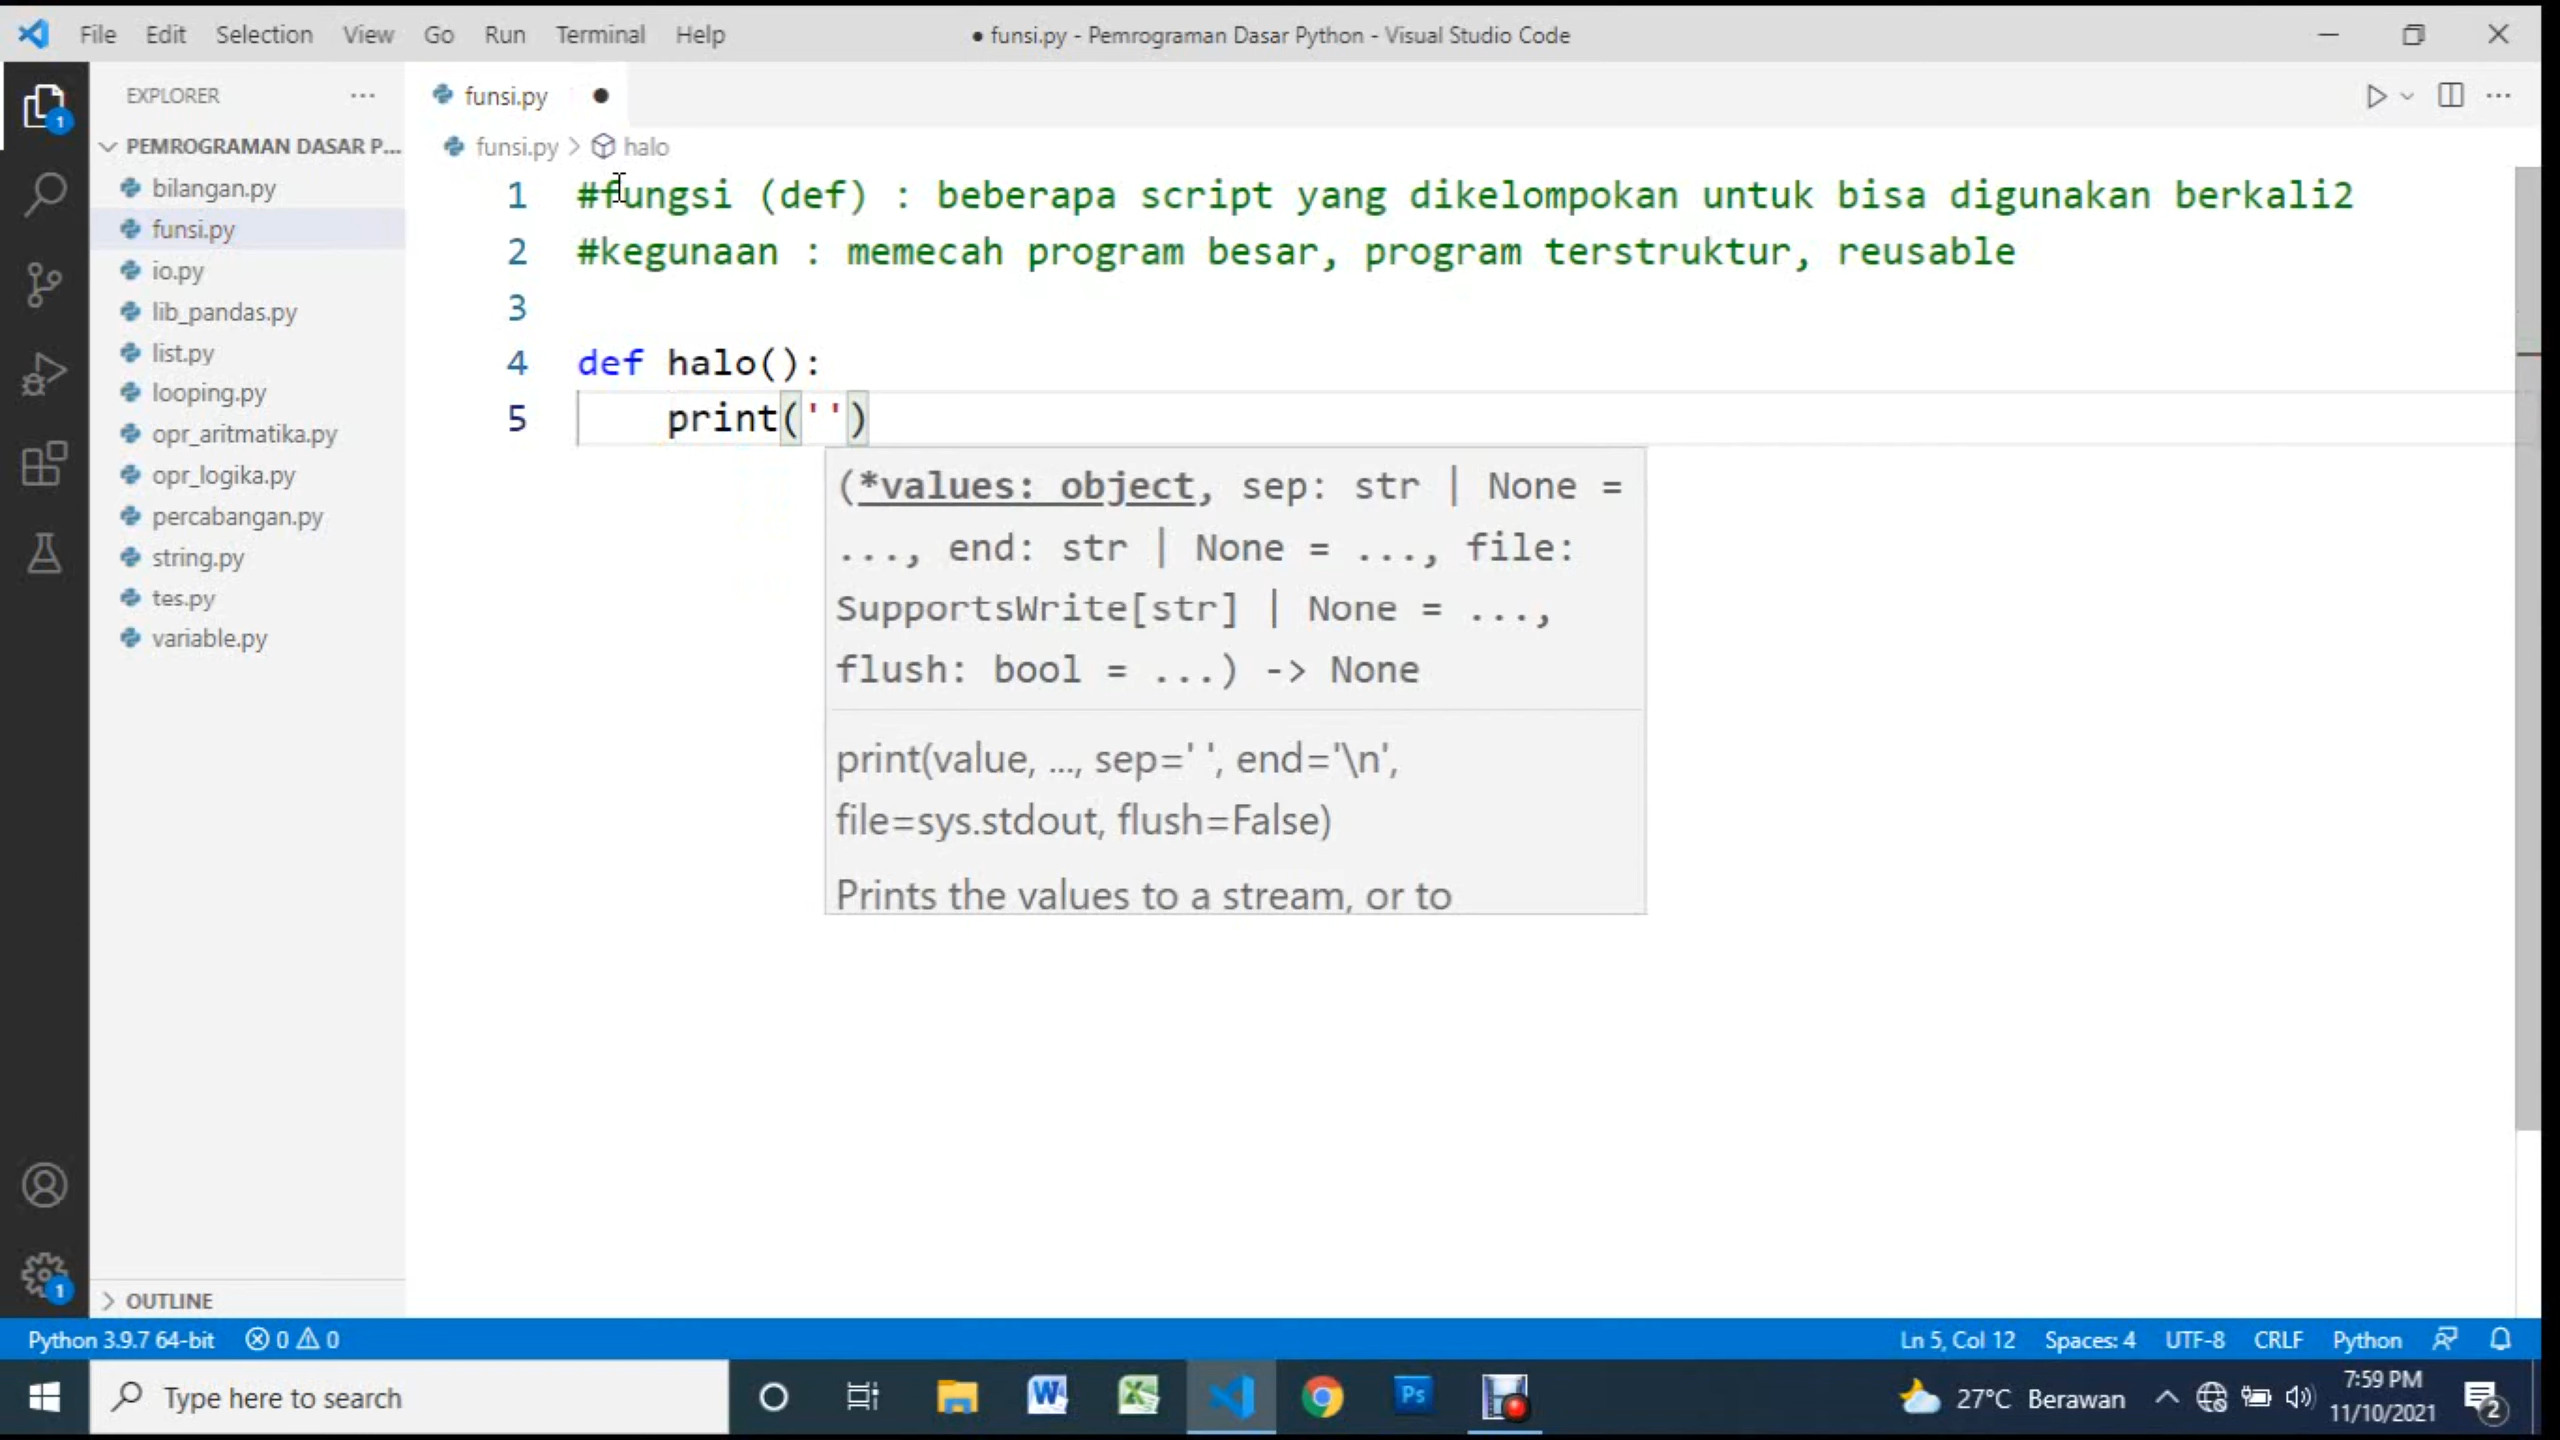 File Edit Selection View Go Run Terminal Help
● funsi.py - Pemrograman Dasar Python - Visual Studio Code
EXPLORER
PEMROGRAMAN DASAR P...
bilangan.py
funsi.py
io.py
lib_pandas.py
list.py
looping.py
opr_aritmatika.py
opr_logika.py
percabangan.py
string.py
tes.py
variable.py
OUTLINE
funsi.py ●
funsi.py > halo
1 #fungsi (def) : beberapa script yang dikelompokan untuk bisa digunakan berkali2
2 #kegunaan : memecah program besar, program terstruktur, reusable
3
4 def halo():
5 print('')
(*values: object, sep: str | None =
..., end: str | None = ..., file:
SupportsWrite[str] | None = ...,
flush: bool = ...) -> None
print(value, ..., sep=' ', end='\n',
file=sys.stdout, flush=False)
Prints the values to a stream, or to
1
1
Python 3.9.7 64-bit 0 0 Ln 5, Col 12 Spaces: 4 UTF-8 CRLF Python
Type here to search
W
X
Ps
27°C Berawan
7:59 PM
11/10/2021
2